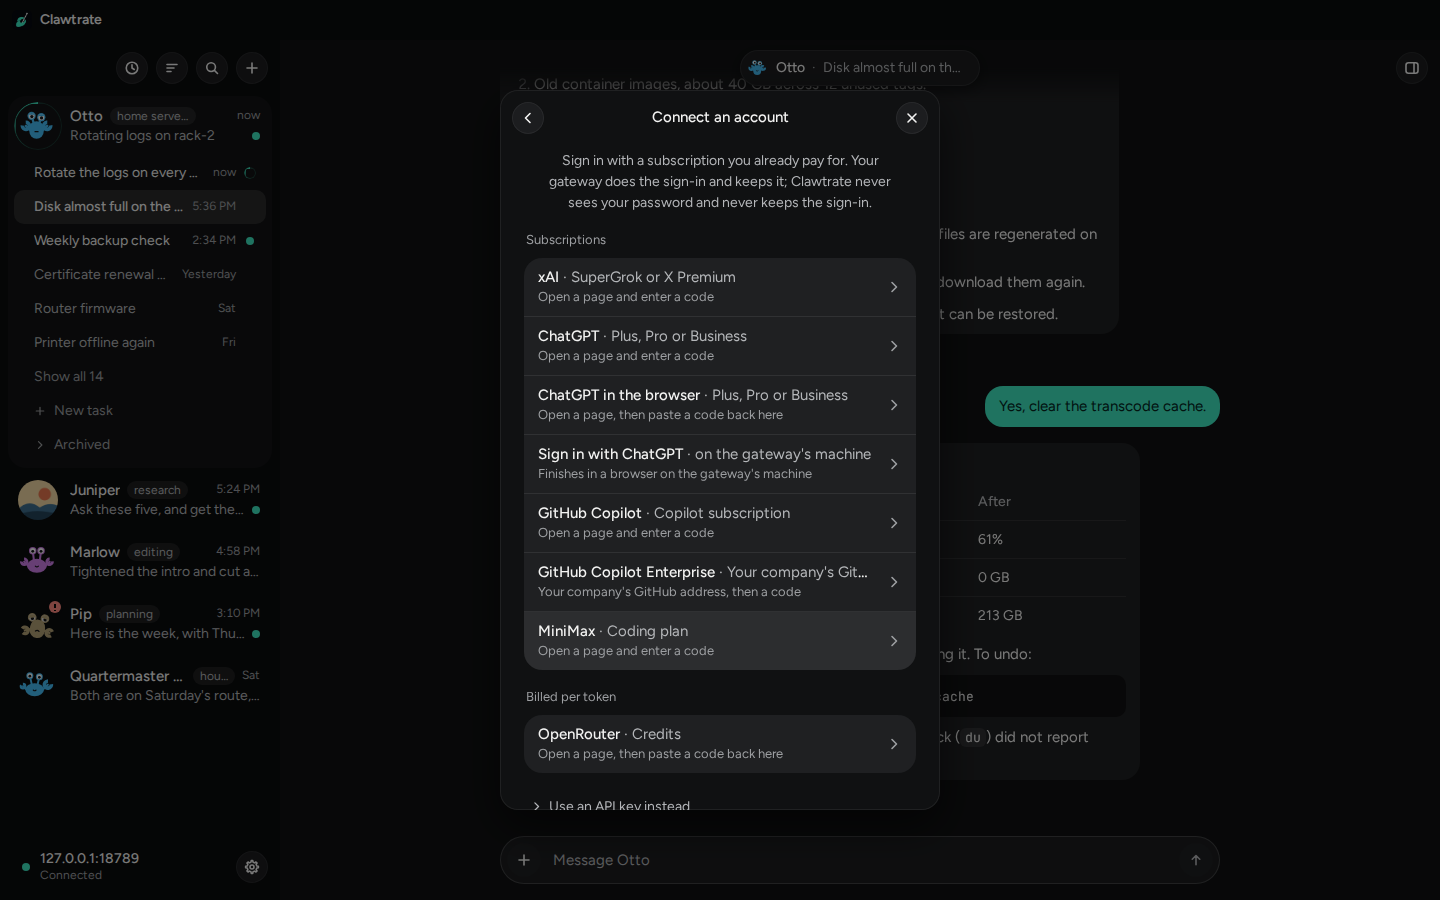 Clawtrate
Otto
home serve...
now
Rotating logs on rack-2
Rotate the logs on every ...
now
Disk almost full on the ...
5:36 PM
Weekly backup check
2:34 PM
Certificate renewal ...
Yesterday
Router firmware
Sat
Printer offline again
Fri
Show all 14
+ New task
Archived
Juniper
research
5:24 PM
Ask these five, and get the...
Marlow
editing
4:58 PM
Tightened the intro and cut a...
Pip
planning
3:10 PM
Here is the week, with Thu...
Quartermaster ...
hou...
Sat
Both are on Saturday's route,...
127.0.0.1:18789
Connected
Otto · Disk almost full on th...
2. Old container images, about 40 GB across 12 unused tags.
files are regenerated on
download them again.
t can be restored.
Yes, clear the transcode cache.
After
61%
0 GB
213 GB
ng it. To undo:
cache
ck ( du ) did not report
Message Otto
Connect an account
Sign in with a subscription you already pay for. Your
gateway does the sign-in and keeps it; Clawtrate never
sees your password and never keeps the sign-in.
Subscriptions
xAI · SuperGrok or X Premium
Open a page and enter a code
ChatGPT · Plus, Pro or Business
Open a page and enter a code
ChatGPT in the browser · Plus, Pro or Business
Open a page, then paste a code back here
Sign in with ChatGPT · on the gateway's machine
Finishes in a browser on the gateway's machine
GitHub Copilot · Copilot subscription
Open a page and enter a code
GitHub Copilot Enterprise · Your company's Git...
Your company's GitHub address, then a code
MiniMax · Coding plan
Open a page and enter a code
Billed per token
OpenRouter · Credits
Open a page, then paste a code back here
Use an API key instead